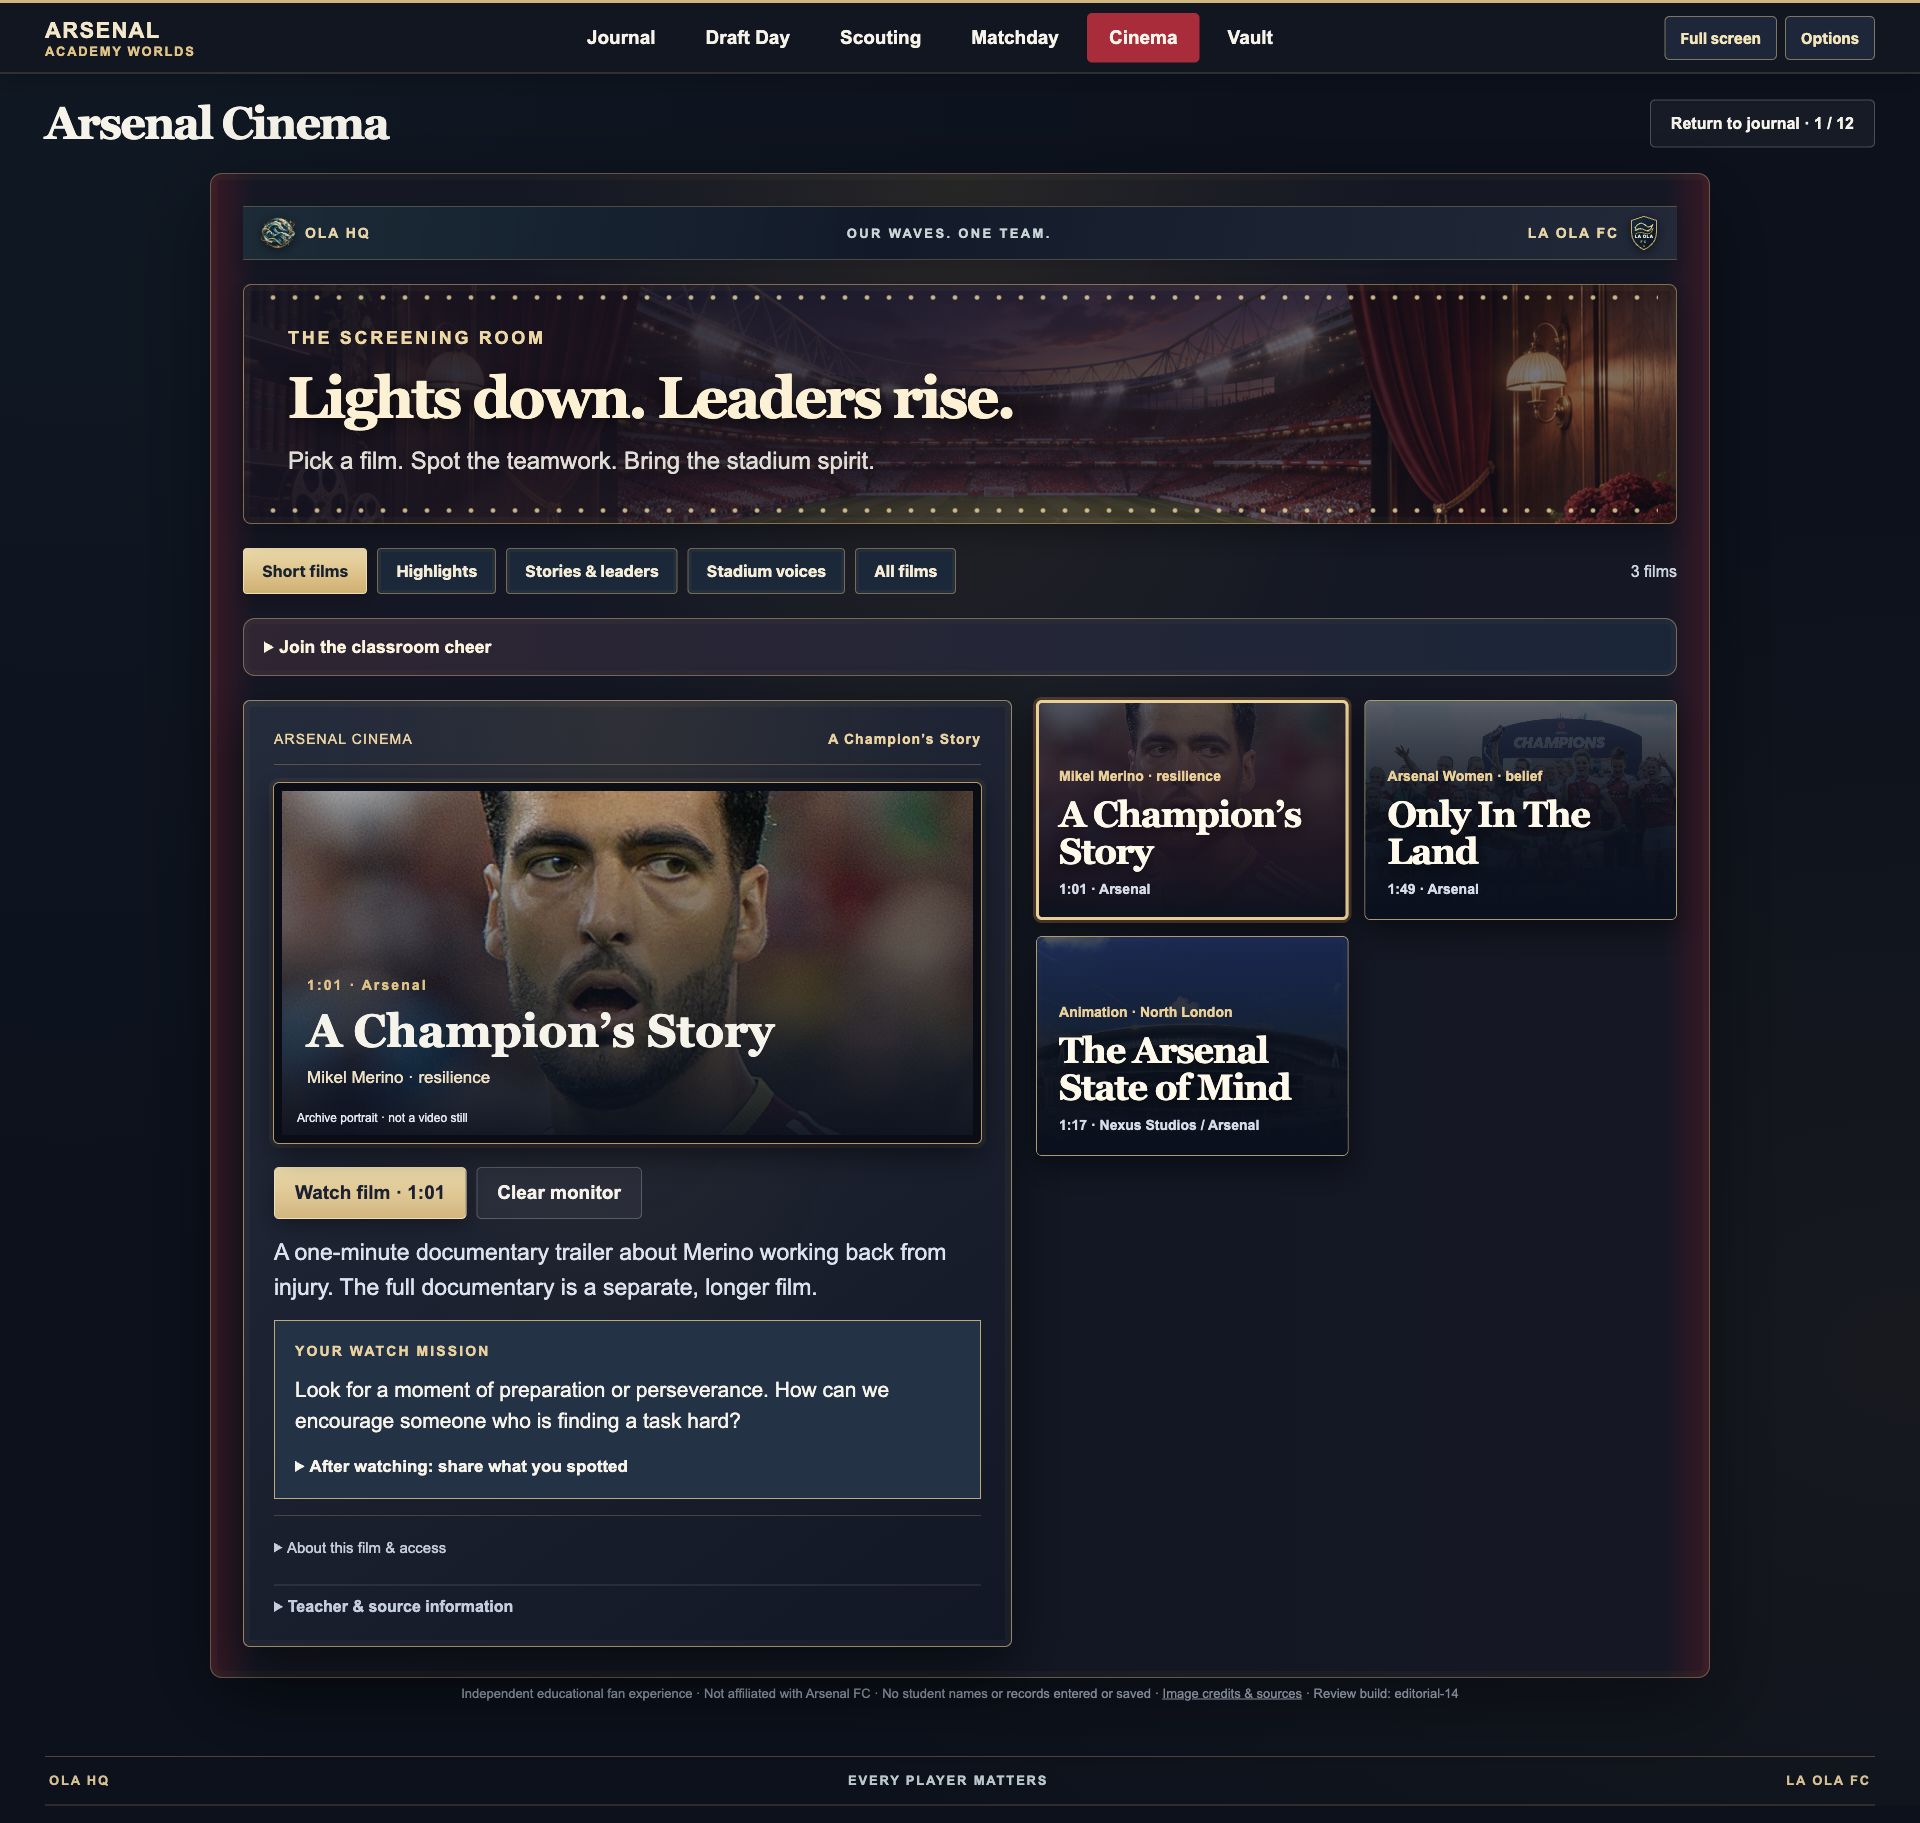 ARSENAL
ACADEMY WORLDS
Journal
Draft Day
Scouting
Matchday
Cinema
Vault
Full screen
Options
Arsenal Cinema
Return to journal · 1 / 12
OLA HQ
OUR WAVES. ONE TEAM.
LA OLA FC
THE SCREENING ROOM
Lights down. Leaders rise.
Pick a film. Spot the teamwork. Bring the stadium spirit.
Short films
Highlights
Stories & leaders
Stadium voices
All films
3 films
Join the classroom cheer
ARSENAL CINEMA
A Champion’s Story
1:01 · Arsenal
A Champion’s Story
Mikel Merino · resilience
Archive portrait · not a video still
Watch film · 1:01
Clear monitor
A one-minute documentary trailer about Merino working back from
injury. The full documentary is a separate, longer film.
YOUR WATCH MISSION
Look for a moment of preparation or perseverance. How can we
encourage someone who is finding a task hard?
After watching: share what you spotted
About this film & access
Teacher & source information
Mikel Merino · resilience
A Champion’s
Story
1:01 · Arsenal
CHAMPIONS
Arsenal Women · belief
Only In The
Land
1:49 · Arsenal
Animation · North London
The Arsenal
State of Mind
1:17 · Nexus Studios / Arsenal
Independent educational fan experience · Not affiliated with Arsenal FC · No student names or records entered or saved · Image credits & sources · Review build: editorial-14
OLA HQ
EVERY PLAYER MATTERS
LA OLA FC